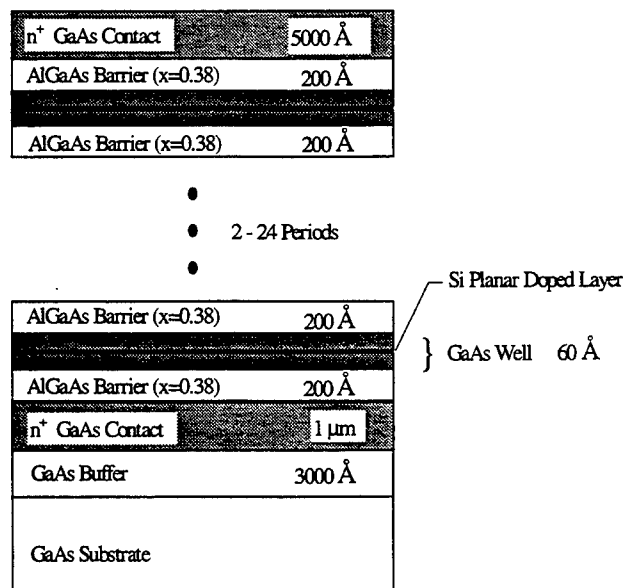 n⁺ GaAs Contact 5000 Å
AlGaAs Barrier (x=0.38) 200 Å
AlGaAs Barrier (x=0.38) 200 Å
2 - 24 Periods
Si Planar Doped Layer
AlGaAs Barrier (x=0.38) 200 Å
} GaAs Well 60 Å
AlGaAs Barrier (x=0.38) 200 Å
n⁺ GaAs Contact 1 μm
GaAs Buffer 3000 Å
GaAs Substrate